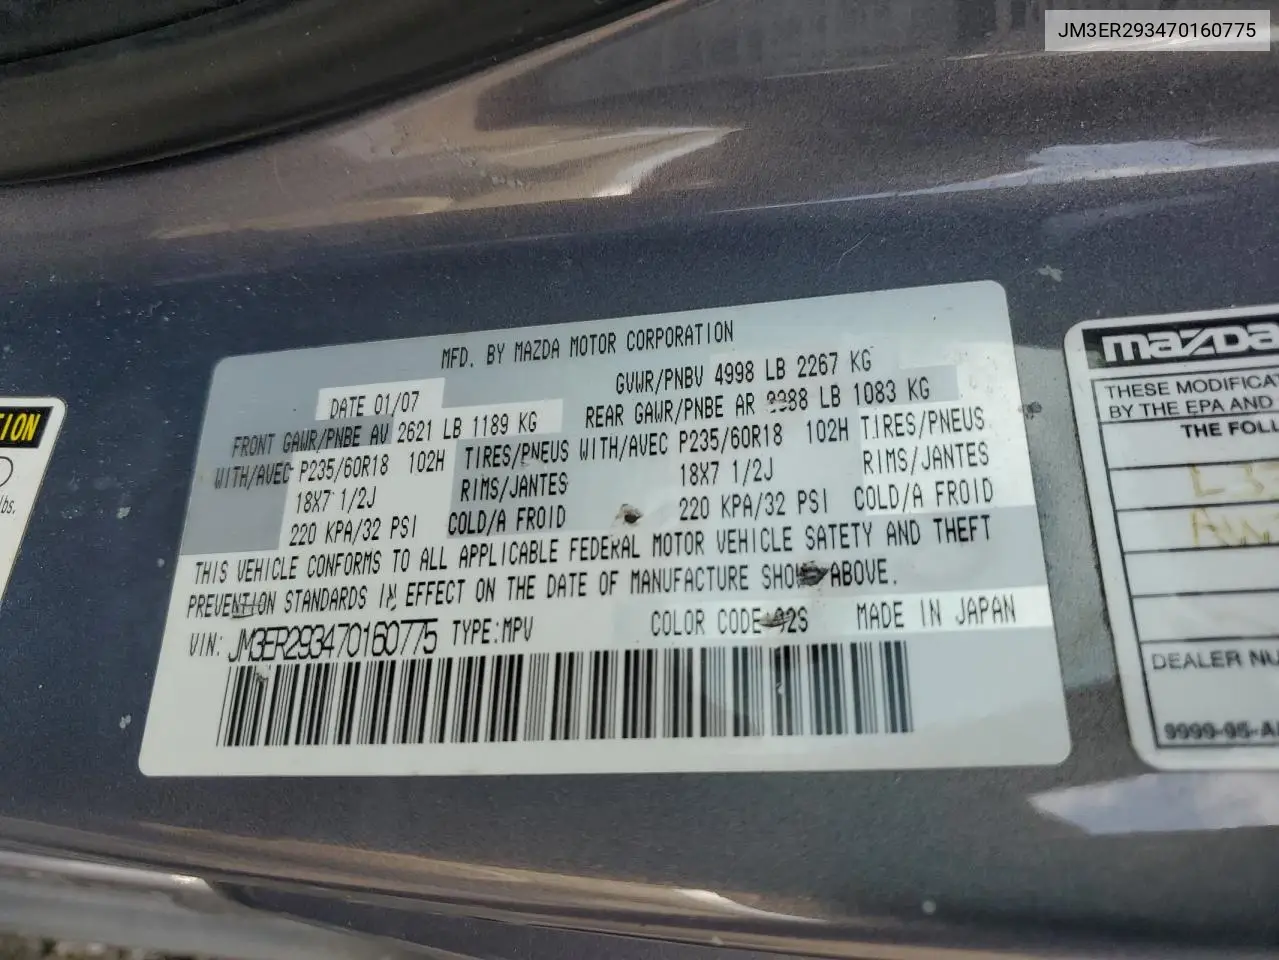 JM3ER293470160775
MFD. BY MAZDA MOTOR CORPORATION
DATE 01/07 GVWR/PNBV 4998 LB 2267 KG
FRONT GAWR/PNBE AV 2621 LB 1189 KG REAR GAWR/PNBE AR LB 1083 KG
WITH/AVEC P235/60R18 102H TIRES/PNEUS WITH/AVEC P235/60R18 102H TIRES/PNEUS
18X7 1/2J RIMS/JANTES 18X7 1/2J RIMS/JANTES
220 KPA/32 PSI COLD/A FROID 220 KPA/32 PSI COLD/A FROID
THIS VEHICLE CONFORMS TO ALL APPLICABLE FEDERAL MOTOR VEHICLE SAFETY AND THEFT
PREVENTION STANDARDS IN EFFECT ON THE DATE OF MANUFACTURE SHOWN ABOVE.
VIN: JM3ER293470160775 TYPE:MPV COLOR CODE MADE IN JAPAN
TION
lbs.
mazda
THESE MODIFICAT
BY THE EPA AND
THE FOLL
DEALER NU
9999-95-A